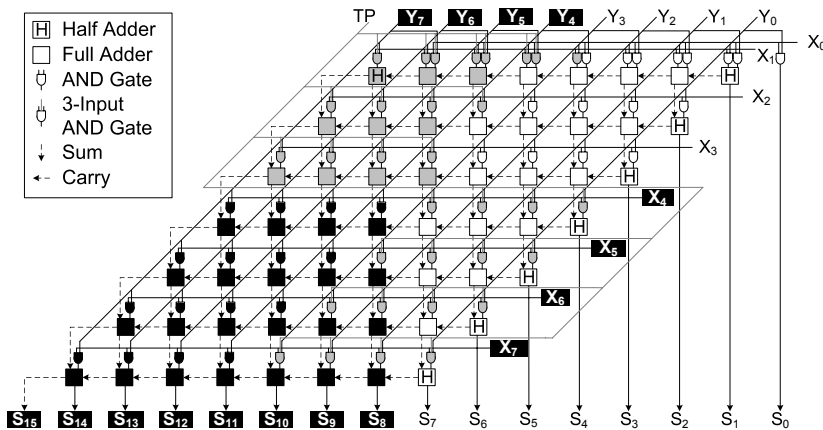 TP Y7 Y6 Y5 Y4 Y3 Y2 Y1 Y0
H Half Adder
Full Adder
AND Gate
3-Input
AND Gate
Sum
Carry
X0
X1
H H
X2
H
X3
H
X4
H
X5
H
X6
H
X7
H
S15 S14 S13 S12 S11 S10 S9 S8 S7 S6 S5 S4 S3 S2 S1 S0